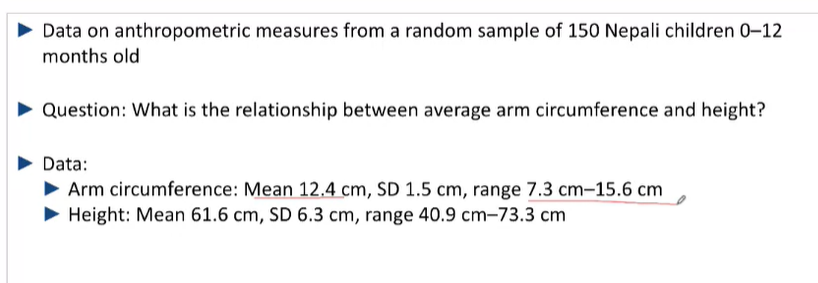 Data on anthropometric measures from a random sample of 150 Nepali children 0–12
months old
Question: What is the relationship between average arm circumference and height?
Data:
Arm circumference: Mean 12.4 cm, SD 1.5 cm, range 7.3 cm–15.6 cm
Height: Mean 61.6 cm, SD 6.3 cm, range 40.9 cm–73.3 cm